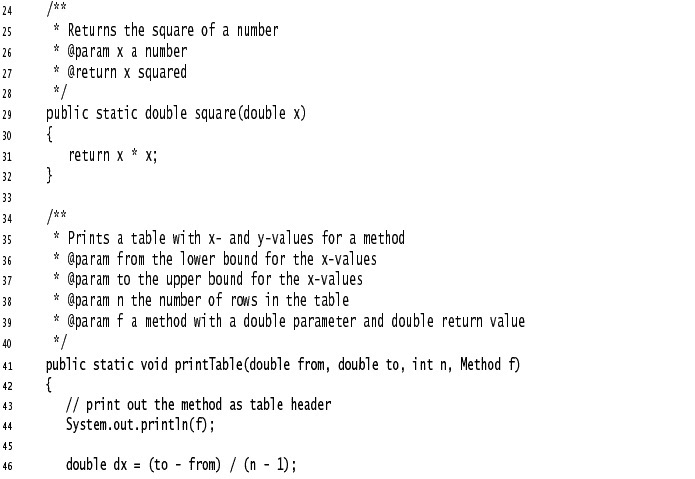 24 /**
25 * Returns the square of a number
26 * @param x a number
27 * @return x squared
28 */
29 public static double square(double x)
30 {
31 return x * x;
32 }
33
34 /**
35 * Prints a table with x- and y-values for a method
36 * @param from the lower bound for the x-values
37 * @param to the upper bound for the x-values
38 * @param n the number of rows in the table
39 * @param f a method with a double parameter and double return value
40 */
41 public static void printTable(double from, double to, int n, Method f)
42 {
43 // print out the method as table header
44 System.out.println(f);
45
46 double dx = (to - from) / (n - 1);